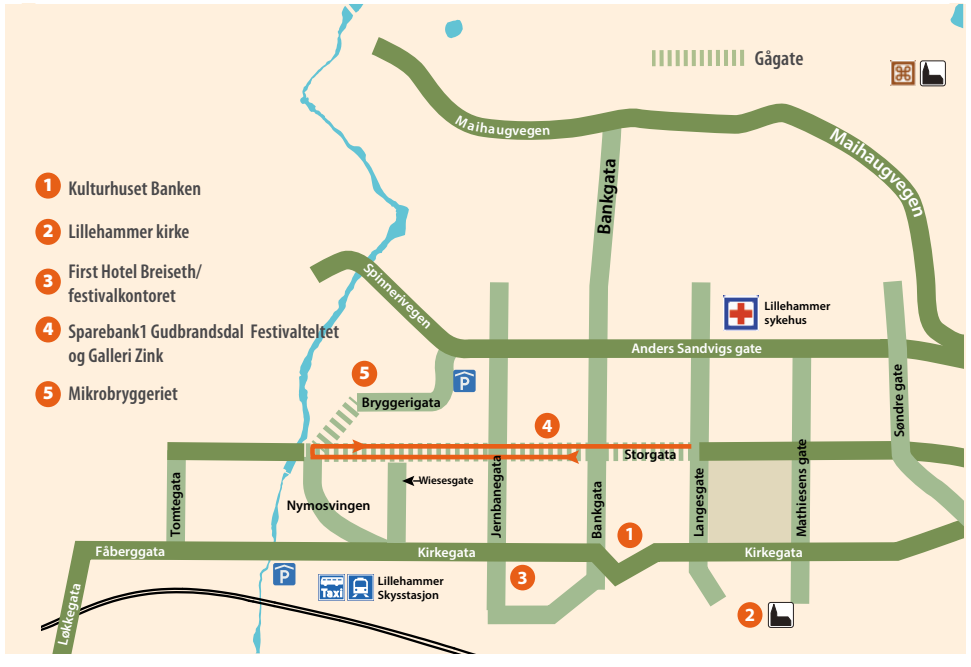 Gågate
Maihaugvegen
Maihaugvegen
Bankgata
1 Kulturhuset Banken
2 Lillehammer kirke
3 First Hotel Breiseth/
festivalkontoret
4 Sparebank1 Gudbrandsdal Festivalteltet
og Galleri Zink
5 Mikrobryggeriet
Spinnerivegen
Lillehammer
sykehus
Anders Sandvigs gate
5
P
Bryggerigata
Søndre gate
4
Storgata
Tomtegata
Wiesesgate
Nymosvingen
Jernbanegata
Bankgata
Langesgate
Mathiesens gate
1
Fåberggata
Kirkegata
Kirkegata
P
Taxi
Lillehammer
Skysstasjon
3
2
Løkkegata